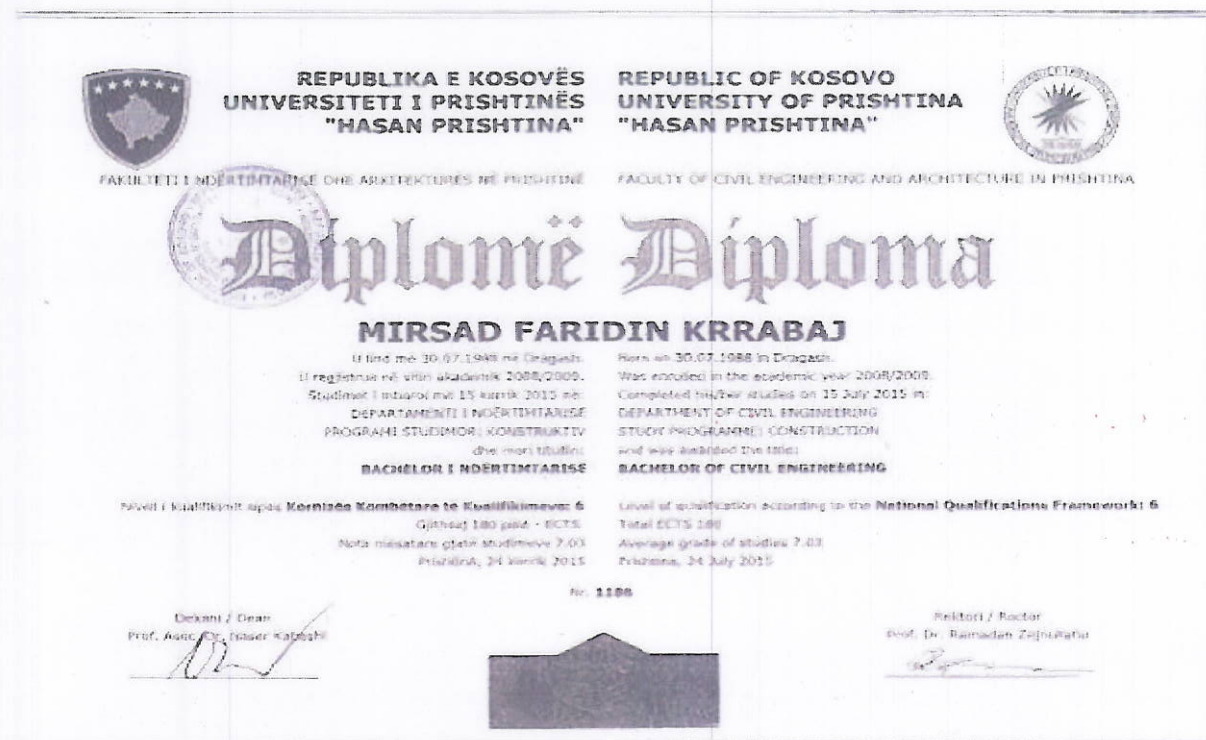 REPUBLIKA E KOSOVËS
UNIVERSITETI I PRISHTINËS
"HASAN PRISHTINA"
REPUBLIC OF KOSOVO
UNIVERSITY OF PRISHTINA
"HASAN PRISHTINA"
FAKULTETI I NDËRTIMTARISË DHE ARKITEKTURËS NË PRISHTINË
FACULTY OF CIVIL ENGINEERING AND ARCHITECTURE IN PRISHTINA
Diplomë Diploma
MIRSAD FARIDIN KRRABAJ
U lind më 30.07.1988 në Dragash.
U regjistrua në vitin akademik 2008/2009.
Studimet i mbaroi më 15 korrik 2015 në:
DEPARTAMENTI I NDËRTIMTARISË
PROGRAMI STUDIMOR: KONSTRUKTIV
dhe mori titullin:
BACHELOR I NDËRTIMTARISË
Born on 30.07.1988 in Dragash.
Was enrolled in the academic year 2008/2009.
Completed his/her studies on 15 July 2015 in:
DEPARTMENT OF CIVIL ENGINEERING
STUDY PROGRAMME: CONSTRUCTION
and was awarded the title:
BACHELOR OF CIVIL ENGINEERING
Niveli i kualifikimit sipas Kornizës Kombëtare të Kualifikimeve: 6
Gjithsej 180 pikë - ECTS
Nota mesatare gjatë studimeve 7.03
Prishtinë, 24 korrik 2015
Level of qualification according to the National Qualifications Framework: 6
Total ECTS 180
Average grade of studies 7.03
Prishtina, 24 July 2015
Nr. 1186
Dekani / Dean
Prof. Asoc. Dr. Naser Kabashi
Rektori / Rector
Prof. Dr. Ramadan Zejnullahu